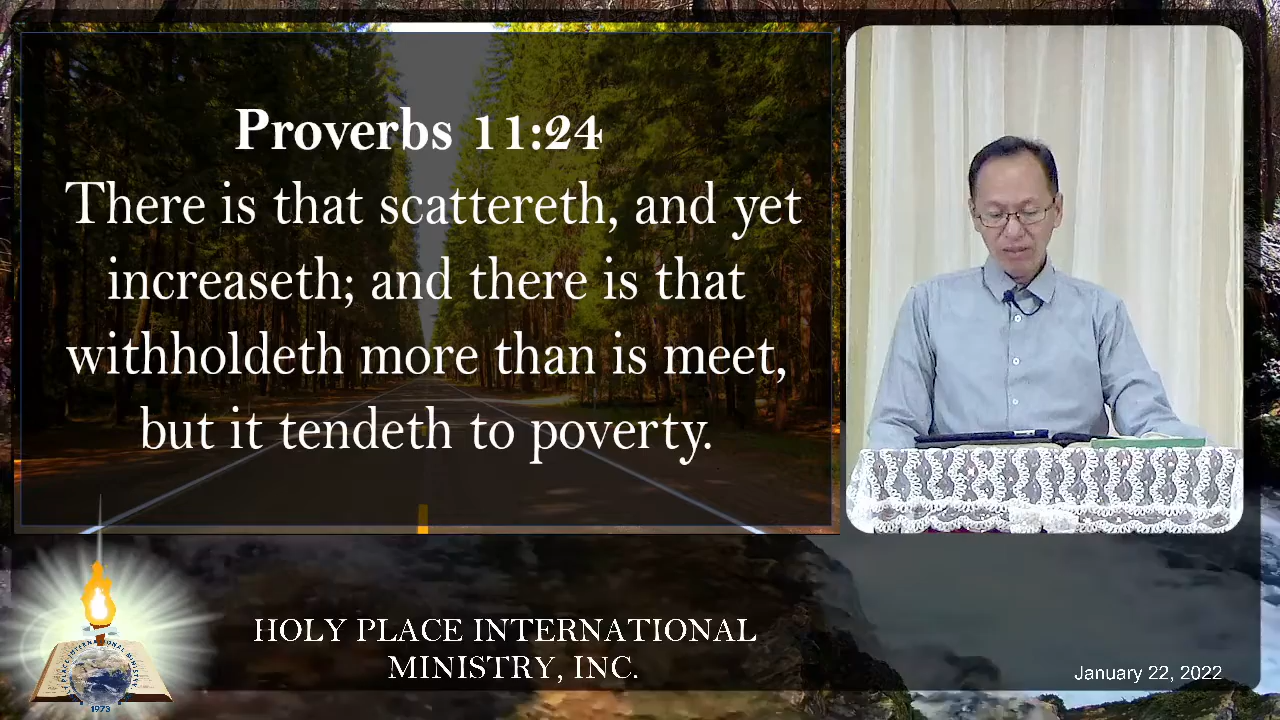 Proverbs 11:24
There is that scattereth, and yet
increaseth; and there is that
withholdeth more than is meet,
but it tendeth to poverty.
HOLY PLACE INTERNATIONAL
MINISTRY, INC.
January 22, 2022
1973